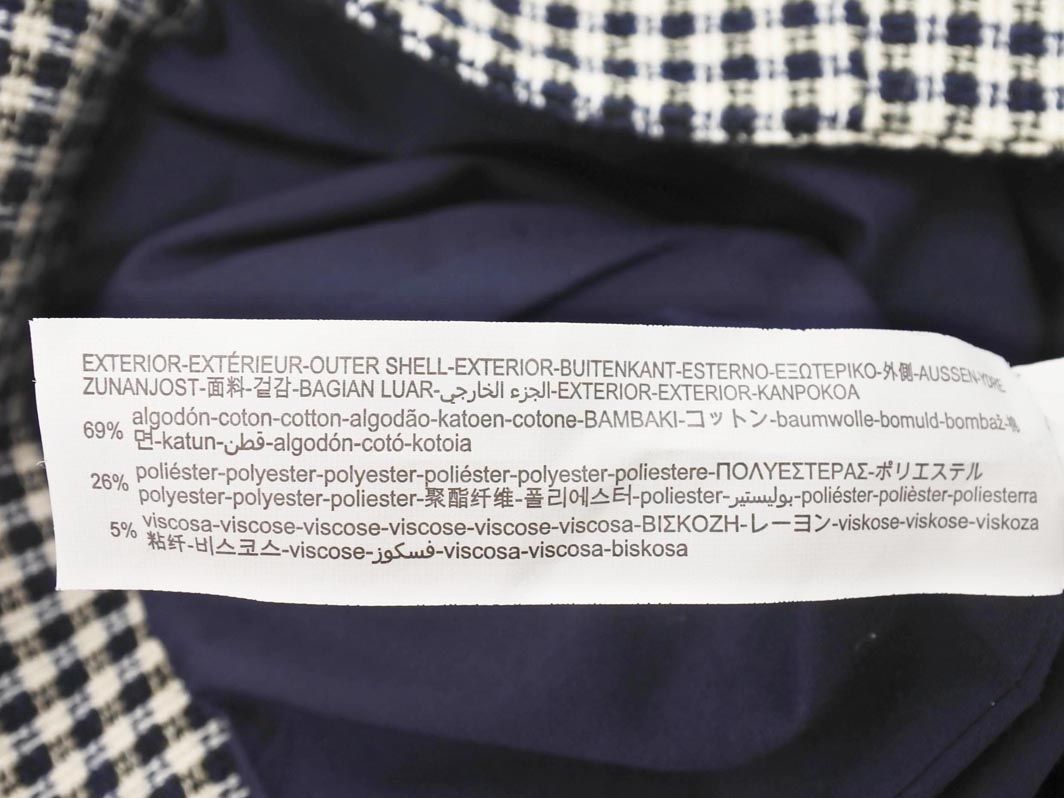 EXTERIOR-EXTÉRIEUR-OUTER SHELL-EXTERIOR-BUITENKANT-ESTERNO-ΕΞΩΤΕΡΙΚΟ-外側-AUSSEN-YDRE
ZUNANJOST-面料-겉감-BAGIAN LUAR-الجزء الخارجي-EXTERIOR-EXTERIOR-KANPOKOA
69% algodón-coton-cotton-algodão-katoen-cotone-BAMBAKI-コットン-baumwolle-bomuld-bombaž-棉
면-katun-قطن-algodón-cotó-kotoia
26% poliéster-polyester-polyester-poliéster-polyester-poliestere-ΠΟΛΥΕΣΤΕΡΑΣ-ポリエステル
polyester-polyester-poliester-聚酯纤维-폴리에스터-poliester-بوليستير-poliéster-polièster-poliesterra
5% viscosa-viscose-viscose-viscose-viscose-viscosa-ΒΙΣΚΟΖΗ-レーヨン-viskose-viskose-viskoza
粘纤-비스코스-viscose-فسكوز-viscosa-viscosa-biskosa